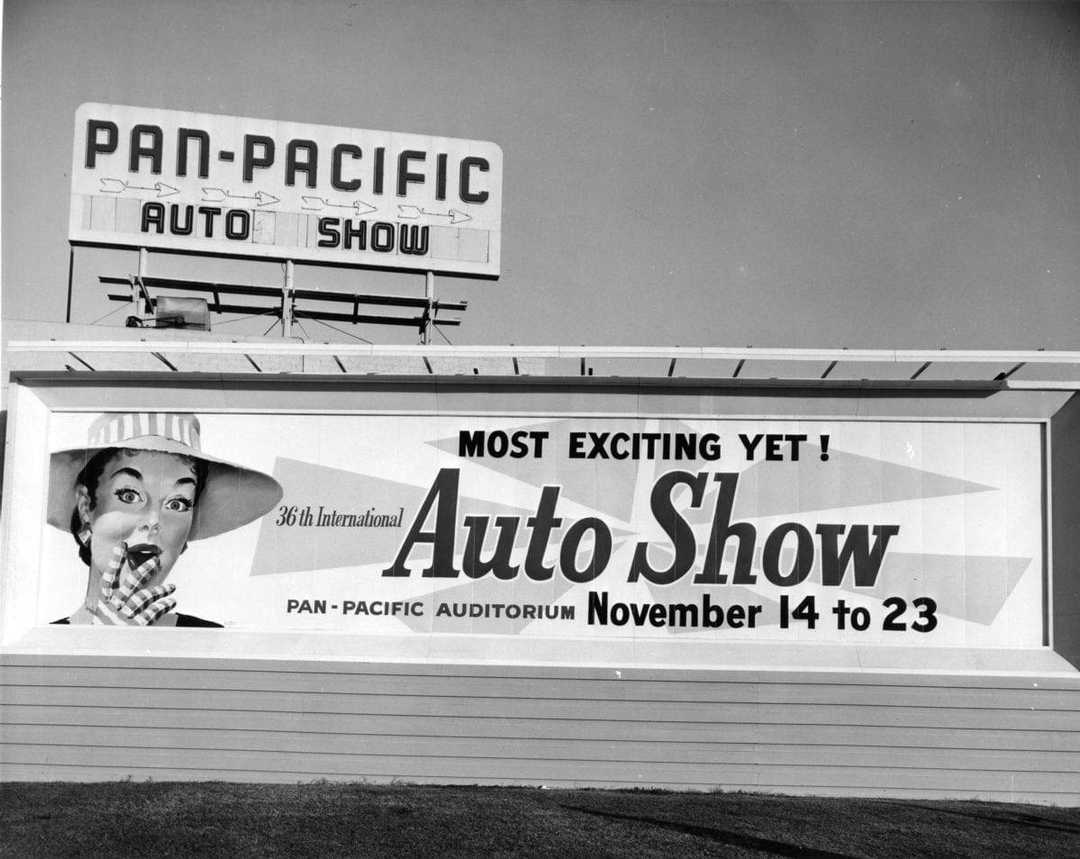 PAN-PACIFIC
AUTO SHOW
MOST EXCITING YET!
36th International
Auto Show
PAN-PACIFIC AUDITORIUM November 14 to 23